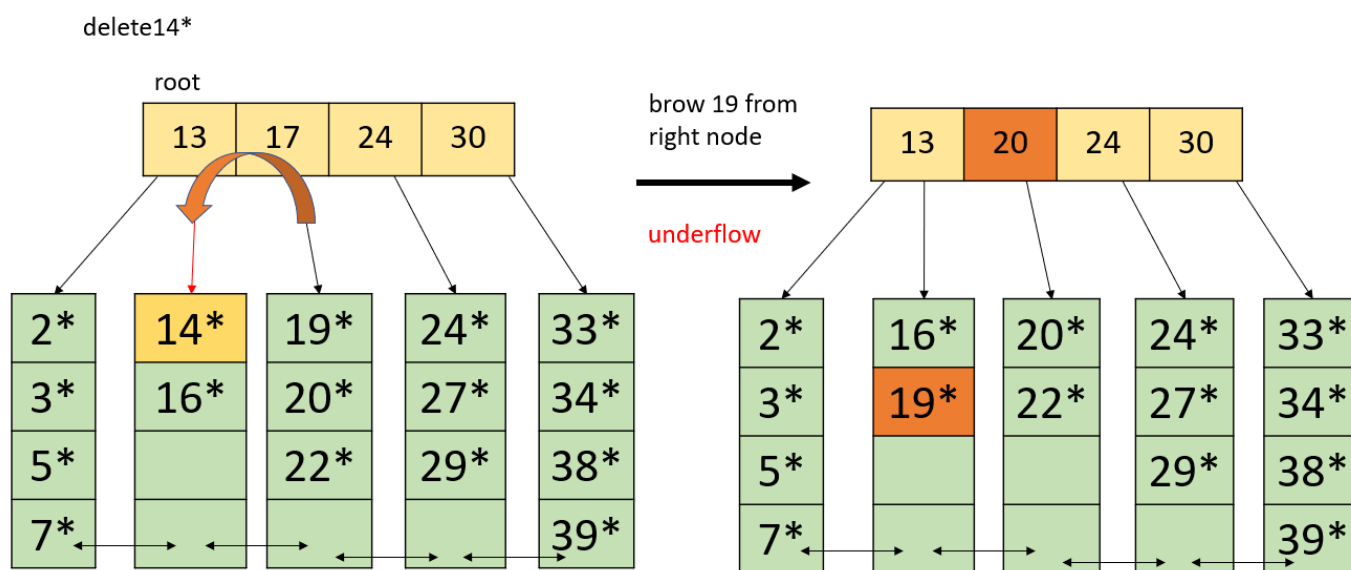 delete14*
root
13 17 24 30
brow 19 from
right node
underflow
13 20 24 30
2* 14* 19* 24* 33*
3* 16* 20* 27* 34*
5* 22* 29* 38*
7* 39*
2* 16* 20* 24* 33*
3* 19* 22* 27* 34*
5* 29* 38*
7* 39*